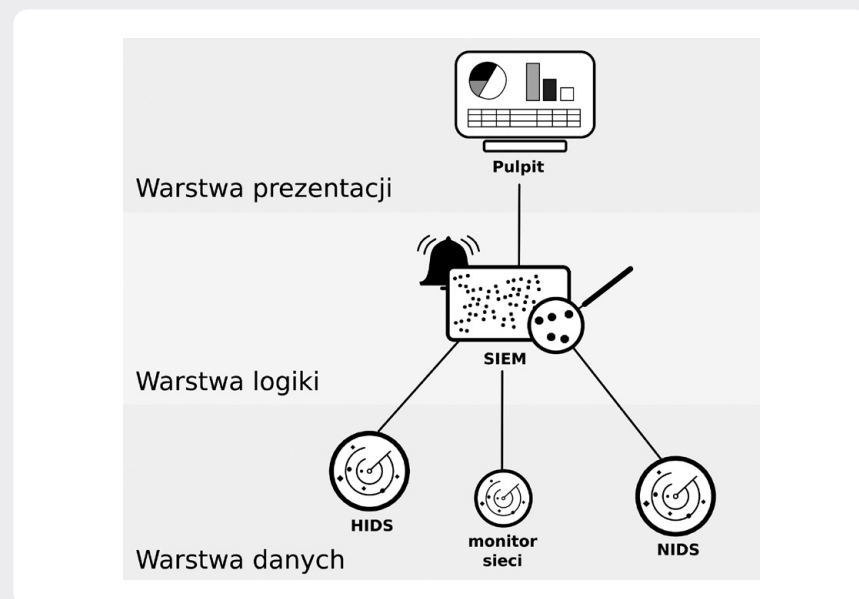 Pulpit
Warstwa prezentacji
SIEM
Warstwa logiki
HIDS
monitor
sieci
NIDS
Warstwa danych